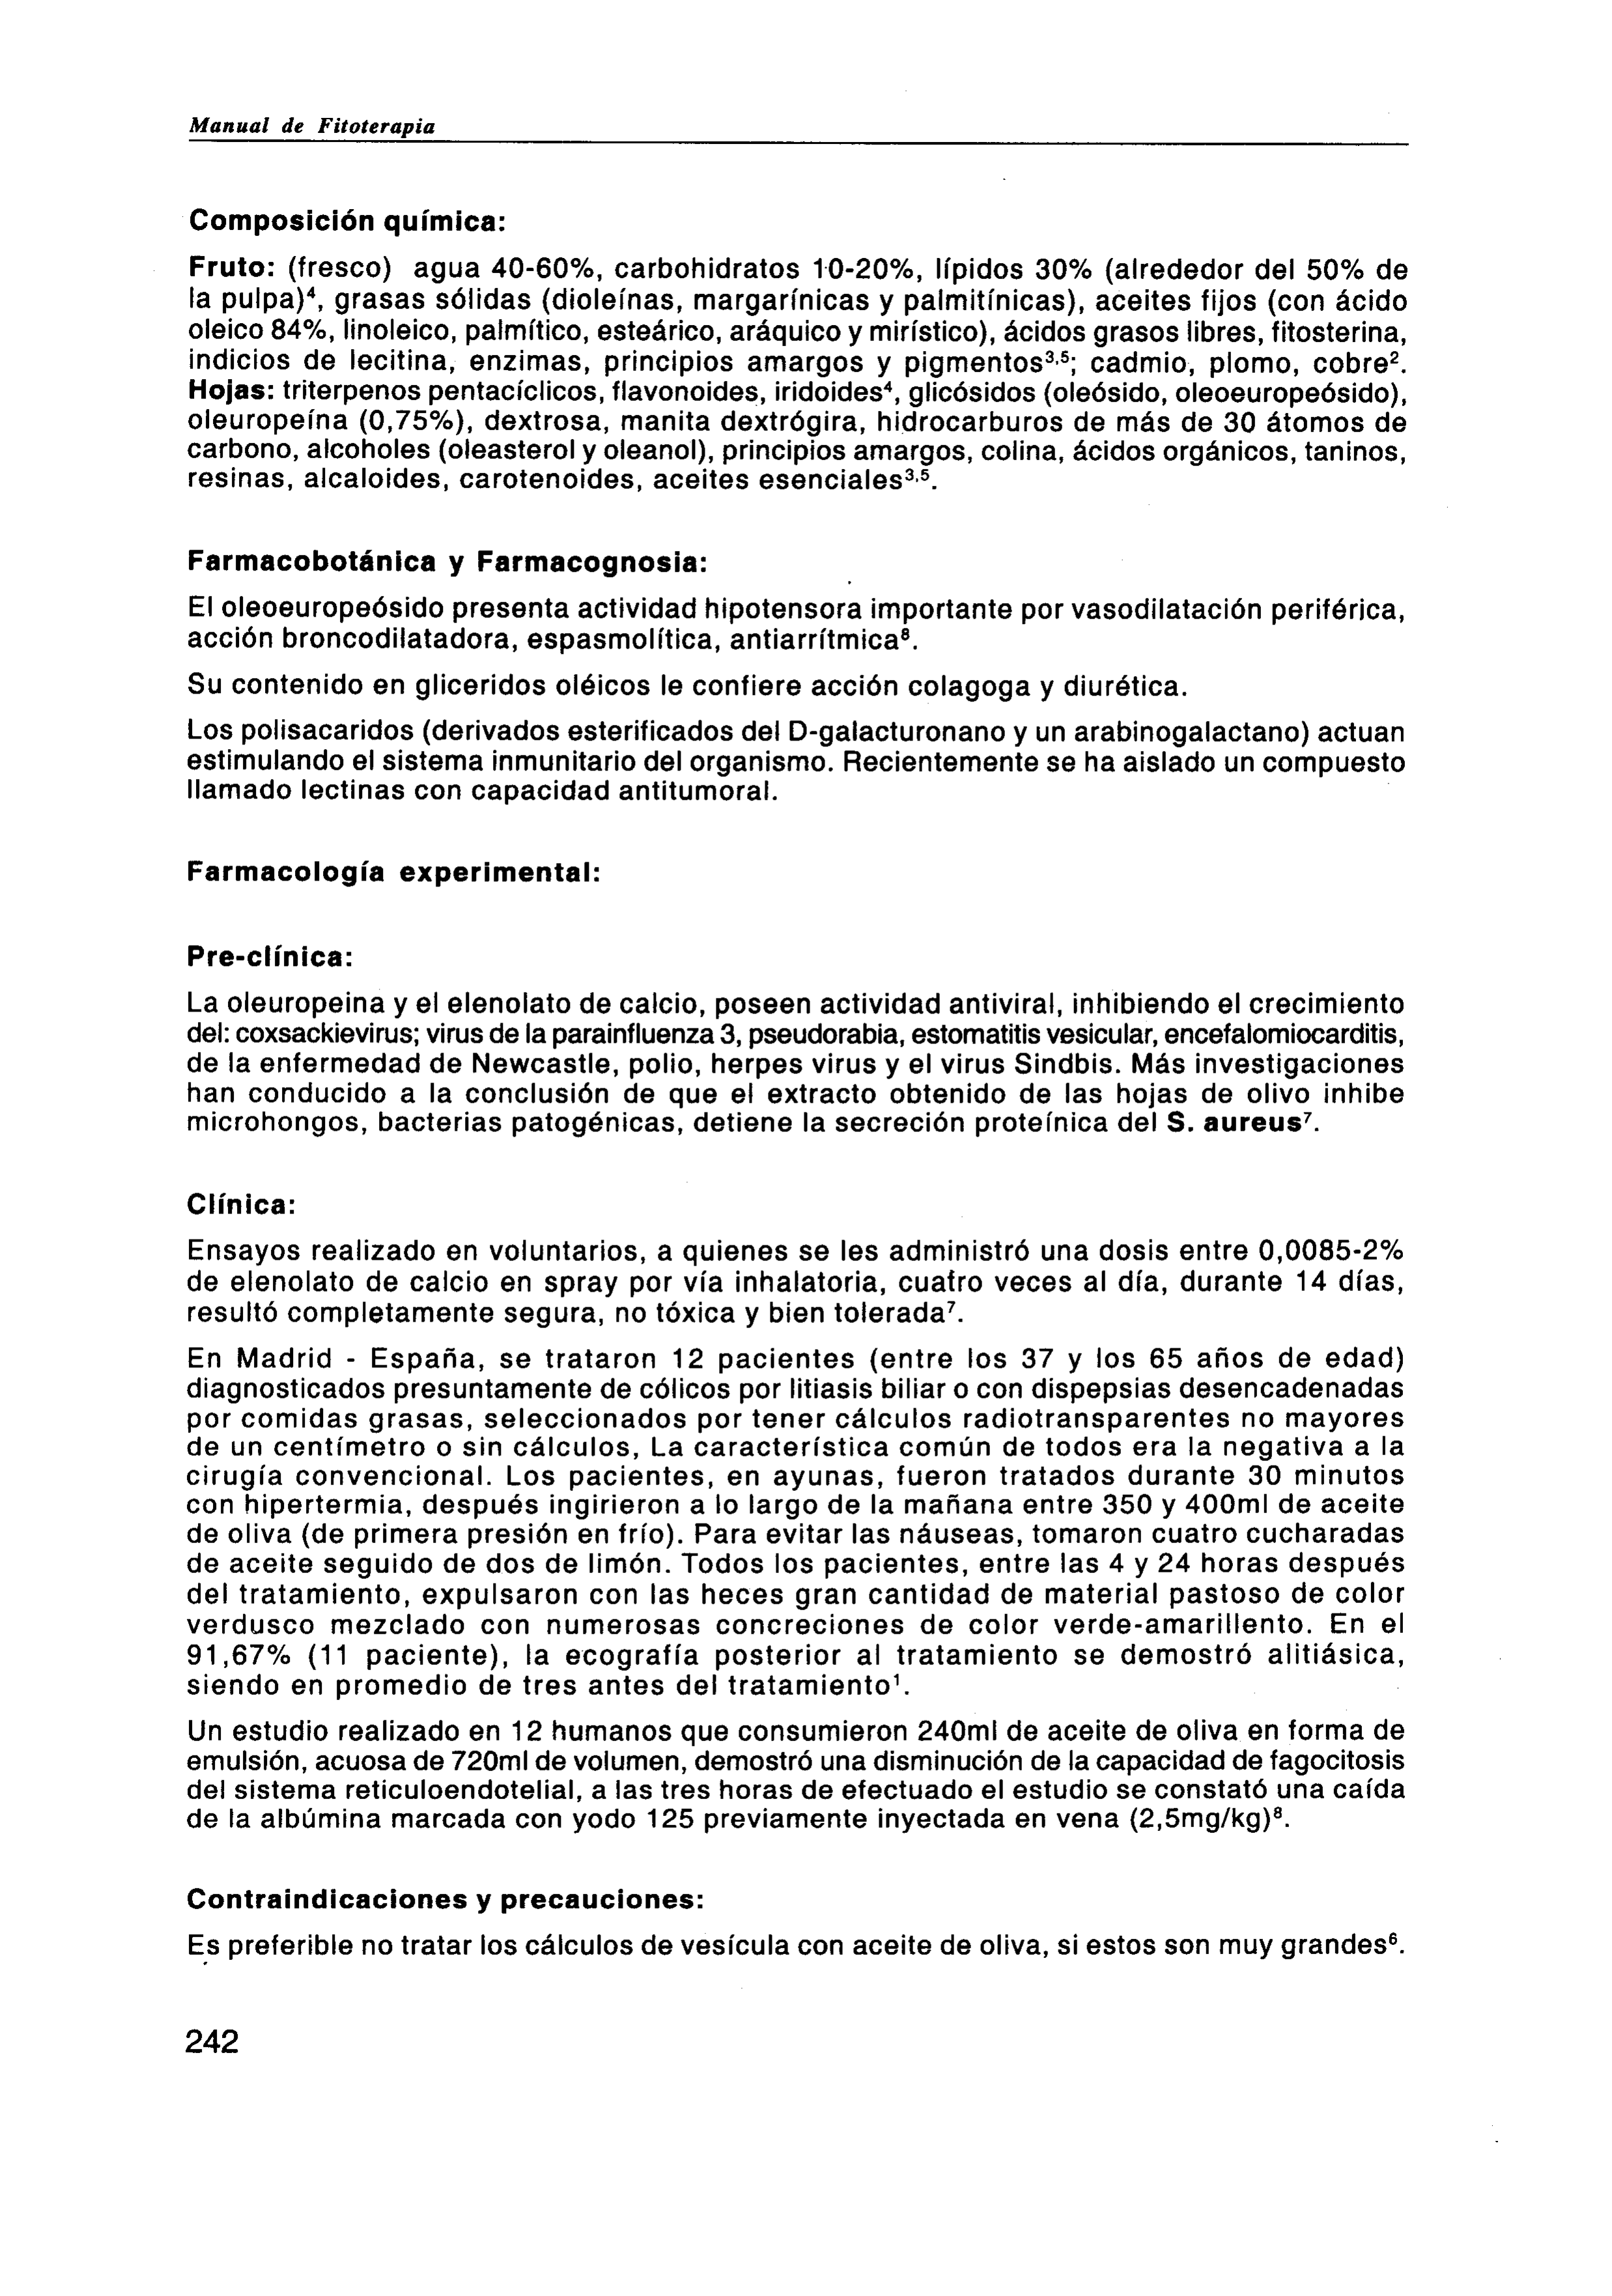 Manual de Fitoterapia
Composición química:
Fruto: (fresco) agua 40-60%, carbohidratos 10-20%, lípidos 30% (alrededor del 50% de
la pulpa)⁴, grasas sólidas (dioleínas, margarínicas y palmitínicas), aceites fijos (con ácido
oleico 84%, linoleico, palmítico, esteárico, aráquico y mirístico), ácidos grasos libres, fitosterina,
indicios de lecitina, enzimas, principios amargos y pigmentos³,⁵; cadmio, plomo, cobre².
Hojas: triterpenos pentacíclicos, flavonoides, iridoides⁴, glicósidos (oleósido, oleoeuropeósido),
oleuropeína (0,75%), dextrosa, manita dextrógira, hidrocarburos de más de 30 átomos de
carbono, alcoholes (oleasterol y oleanol), principios amargos, colina, ácidos orgánicos, taninos,
resinas, alcaloides, carotenoides, aceites esenciales³,⁵.
Farmacobotánica y Farmacognosia:
El oleoeuropeósido presenta actividad hipotensora importante por vasodilatación periférica,
acción broncodilatadora, espasmolítica, antiarrítmica⁸.
Su contenido en gliceridos oléicos le confiere acción colagoga y diurética.
Los polisacaridos (derivados esterificados del D-galacturonano y un arabinogalactano) actuan
estimulando el sistema inmunitario del organismo. Recientemente se ha aislado un compuesto
llamado lectinas con capacidad antitumoral.
Farmacología experimental:
Pre-clínica:
La oleuropeina y el elenolato de calcio, poseen actividad antiviral, inhibiendo el crecimiento
del: coxsackievirus; virus de la parainfluenza 3, pseudorabia, estomatitis vesicular, encefalomiocarditis,
de la enfermedad de Newcastle, polio, herpes virus y el virus Sindbis. Más investigaciones
han conducido a la conclusión de que el extracto obtenido de las hojas de olivo inhibe
microhongos, bacterias patogénicas, detiene la secreción proteínica del S. aureus⁷.
Clínica:
Ensayos realizado en voluntarios, a quienes se les administró una dosis entre 0,0085-2%
de elenolato de calcio en spray por vía inhalatoria, cuatro veces al día, durante 14 días,
resultó completamente segura, no tóxica y bien tolerada⁷.
En Madrid - España, se trataron 12 pacientes (entre los 37 y los 65 años de edad)
diagnosticados presuntamente de cólicos por litiasis biliar o con dispepsias desencadenadas
por comidas grasas, seleccionados por tener cálculos radiotransparentes no mayores
de un centímetro o sin cálculos, La característica común de todos era la negativa a la
cirugía convencional. Los pacientes, en ayunas, fueron tratados durante 30 minutos
con hipertermia, después ingirieron a lo largo de la mañana entre 350 y 400ml de aceite
de oliva (de primera presión en frío). Para evitar las náuseas, tomaron cuatro cucharadas
de aceite seguido de dos de limón. Todos los pacientes, entre las 4 y 24 horas después
del tratamiento, expulsaron con las heces gran cantidad de material pastoso de color
verdusco mezclado con numerosas concreciones de color verde-amarillento. En el
91,67% (11 paciente), la ecografía posterior al tratamiento se demostró alitiásica,
siendo en promedio de tres antes del tratamiento¹.
Un estudio realizado en 12 humanos que consumieron 240ml de aceite de oliva en forma de
emulsión, acuosa de 720ml de volumen, demostró una disminución de la capacidad de fagocitosis
del sistema reticuloendotelial, a las tres horas de efectuado el estudio se constató una caída
de la albúmina marcada con yodo 125 previamente inyectada en vena (2,5mg/kg)⁸.
Contraindicaciones y precauciones:
Es preferible no tratar los cálculos de vesícula con aceite de oliva, si estos son muy grandes⁶.
242